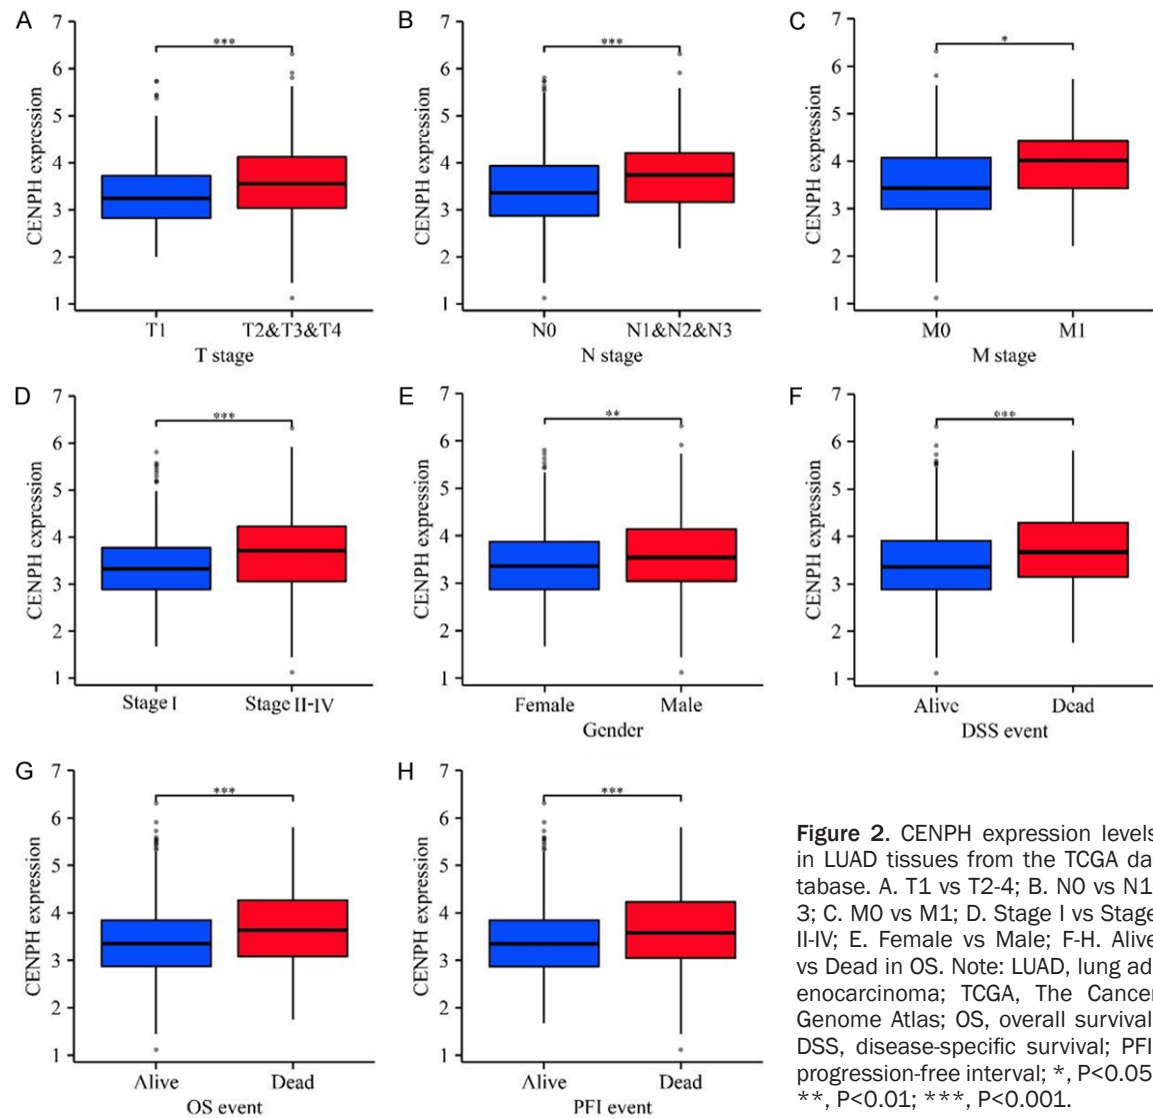 A
7
6
5
4
3
2
1
CENPH expression
***
T1 T2&T3&T4
T stage
B
7
6
5
4
3
2
1
CENPH expression
***
N0 N1&N2&N3
N stage
C
7
6
5
4
3
2
1
CENPH expression
*
M0 M1
M stage
D
7
6
5
4
3
2
1
CENPH expression
***
Stage I Stage II-IV
E
7
6
5
4
3
2
1
CENPH expression
**
Female Male
Gender
F
7
6
5
4
3
2
1
CENPH expression
***
Alive Dead
DSS event
G
7
6
5
4
3
2
1
CENPH expression
***
Alive Dead
OS event
H
7
6
5
4
3
2
1
CENPH expression
***
Alive Dead
PFI event
Figure 2. CENPH expression levels
in LUAD tissues from the TCGA da-
tabase. A. T1 vs T2-4; B. N0 vs N1-
3; C. M0 vs M1; D. Stage I vs Stage
II-IV; E. Female vs Male; F-H. Alive
vs Dead in OS. Note: LUAD, lung ad-
enocarcinoma; TCGA, The Cancer
Genome Atlas; OS, overall survival;
DSS, disease-specific survival; PFI,
progression-free interval; *, P<0.05;
**, P<0.01; ***, P<0.001.